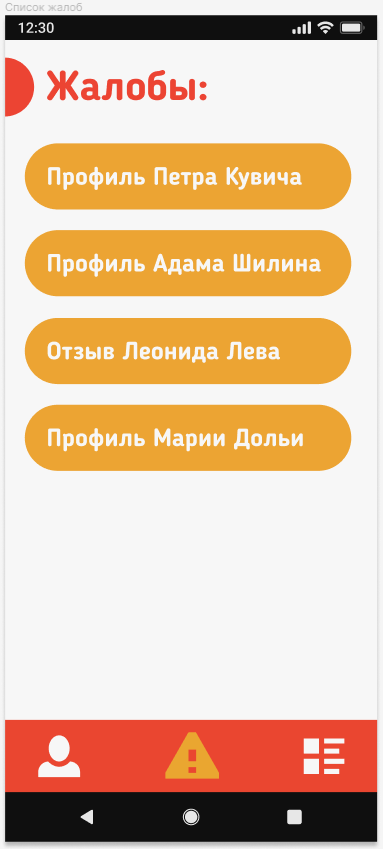 Список жалоб
12:30
Жалобы:
Профиль Петра Кувича
Профиль Адама Шилина
Отзыв Леонида Лева
Профиль Марии Дольи